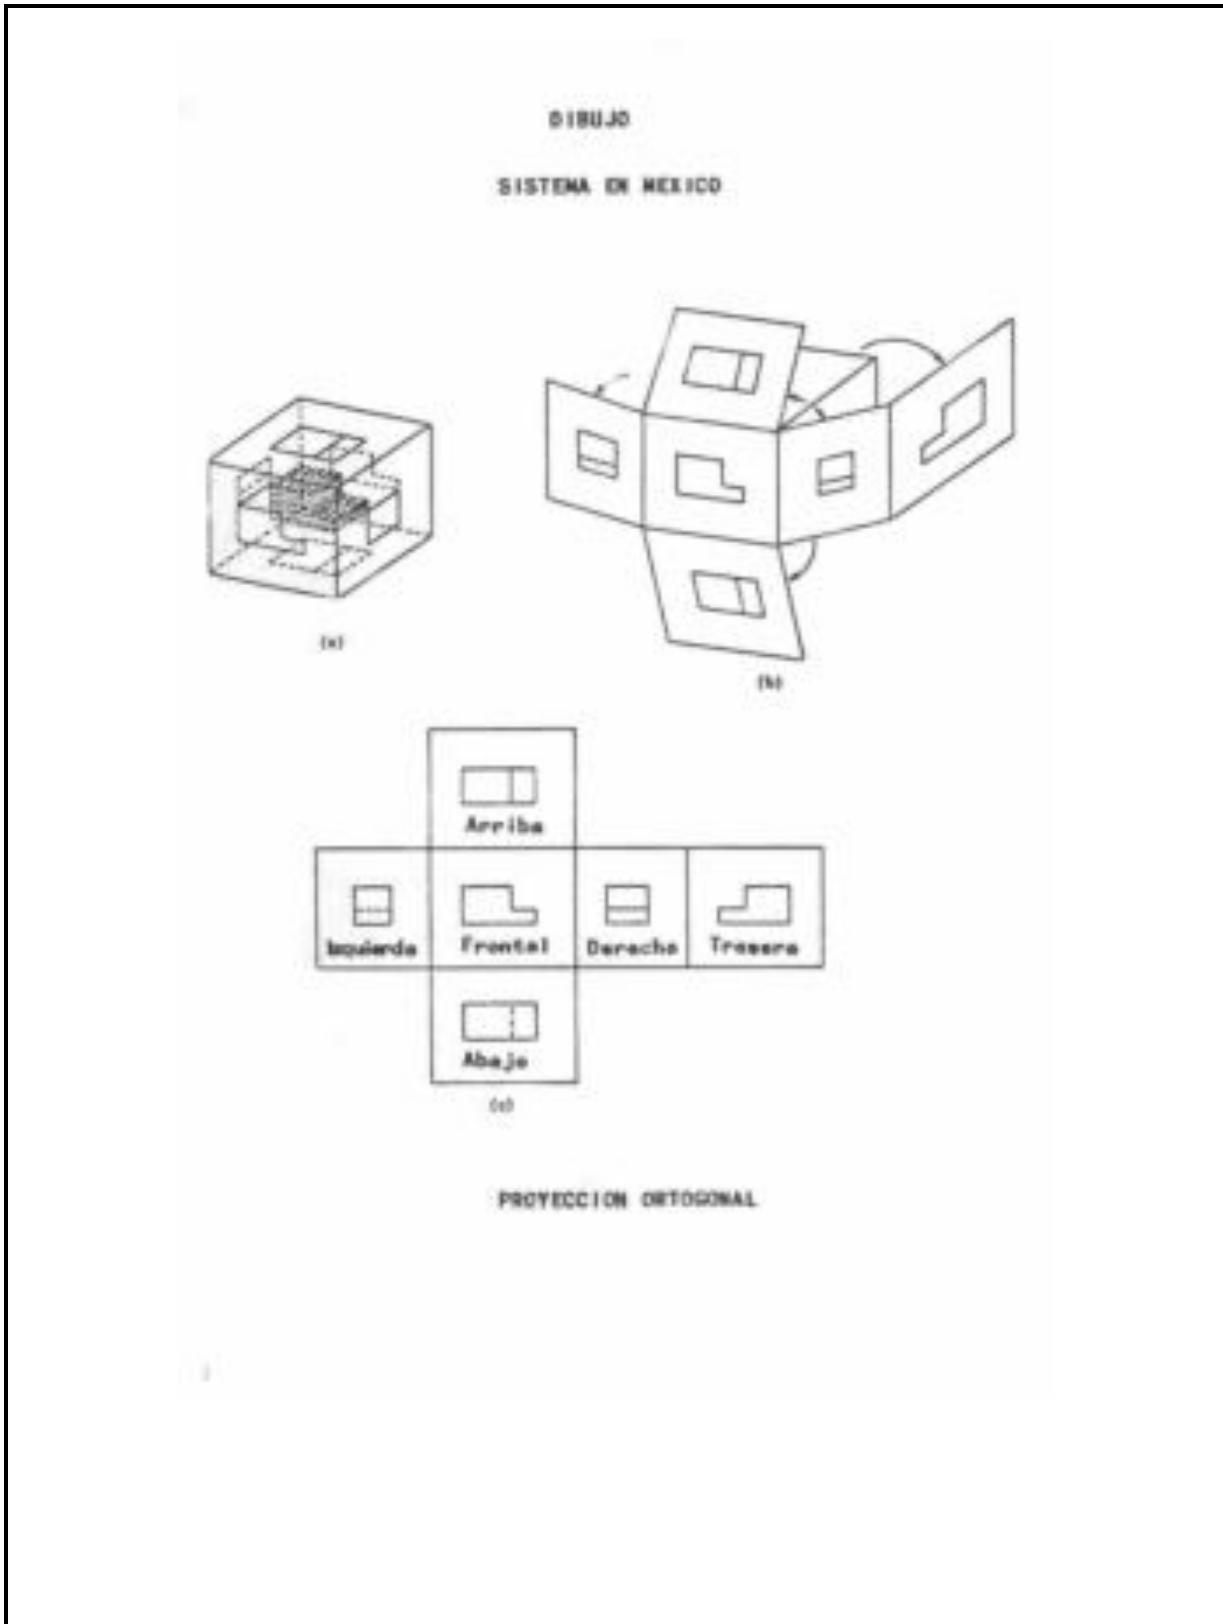 DIBUJO
SISTEMA EN MEXICO
(a)
(b)
Arriba
Izquierda Frontal Derecho Trasera
Abajo
(c)
PROYECCION ORTOGONAL